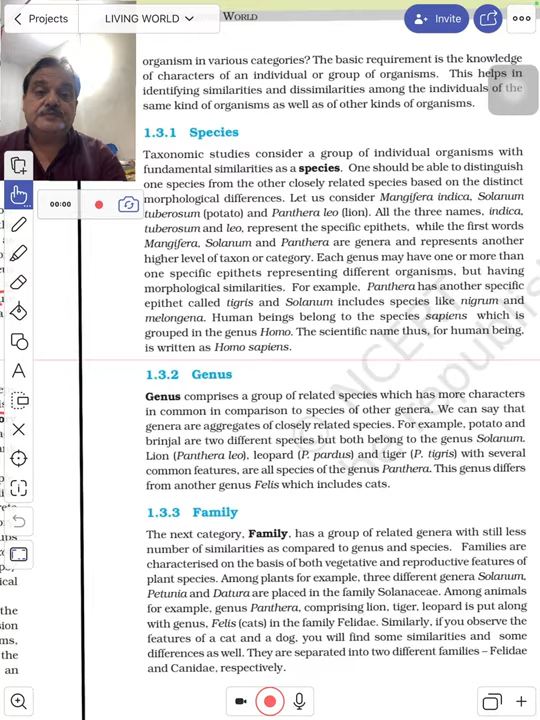 Projects
LIVING WORLD
WORLD
Invite
organism in various categories? The basic requirement is the knowledge
of characters of an individual or group of organisms. This helps in
identifying similarities and dissimilarities among the individuals of the
same kind of organisms as well as of other kinds of organisms.
1.3.1 Species
Taxonomic studies consider a group of individual organisms with
fundamental similarities as a species. One should be able to distinguish
one species from the other closely related species based on the distinct
morphological differences. Let us consider Mangifera indica, Solanum
tuberosum (potato) and Panthera leo (lion). All the three names, indica,
tuberosum and leo, represent the specific epithets, while the first words
Mangifera, Solanum and Panthera are genera and represents another
higher level of taxon or category. Each genus may have one or more than
one specific epithets representing different organisms, but having
morphological similarities. For example, Panthera has another specific
epithet called tigris and Solanum includes species like nigrum and
melongena. Human beings belong to the species sapiens which is
grouped in the genus Homo. The scientific name thus, for human being,
is written as Homo sapiens.
1.3.2 Genus
Genus comprises a group of related species which has more characters
in common in comparison to species of other genera. We can say that
genera are aggregates of closely related species. For example, potato and
brinjal are two different species but both belong to the genus Solanum.
Lion (Panthera leo), leopard (P. pardus) and tiger (P. tigris) with several
common features, are all species of the genus Panthera. This genus differs
from another genus Felis which includes cats.
1.3.3 Family
The next category, Family, has a group of related genera with still less
number of similarities as compared to genus and species. Families are
characterised on the basis of both vegetative and reproductive features of
plant species. Among plants for example, three different genera Solanum,
Petunia and Datura are placed in the family Solanaceae. Among animals
for example, genus Panthera, comprising lion, tiger, leopard is put along
with genus, Felis (cats) in the family Felidae. Similarly, if you observe the
features of a cat and a dog, you will find some similarities and some
differences as well. They are separated into two different families – Felidae
and Canidae, respectively.
00:00
© NCERT
be republis
ical
the
sion
ms,
the
an